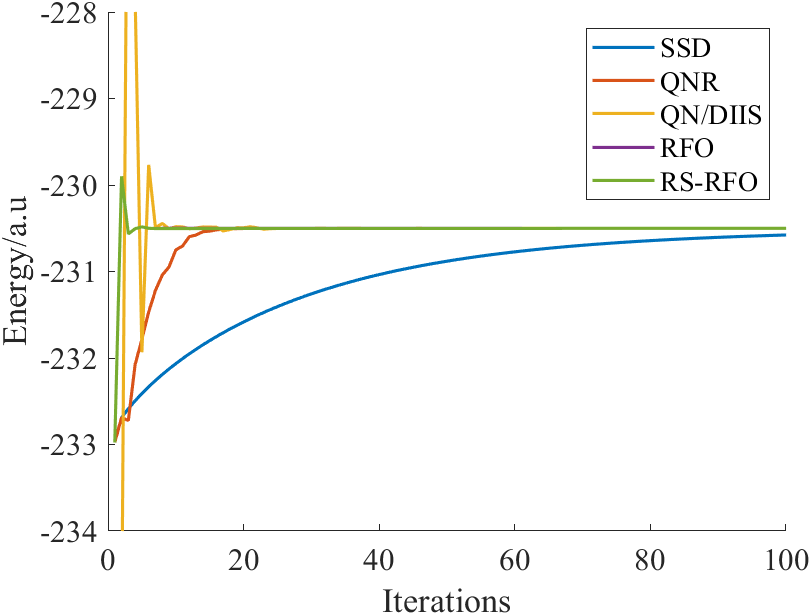 -228
-229
-230
-231
-232
-233
-234
Energy/a.u
SSD
QNR
QN/DIIS
RFO
RS-RFO
0 20 40 60 80 100
Iterations